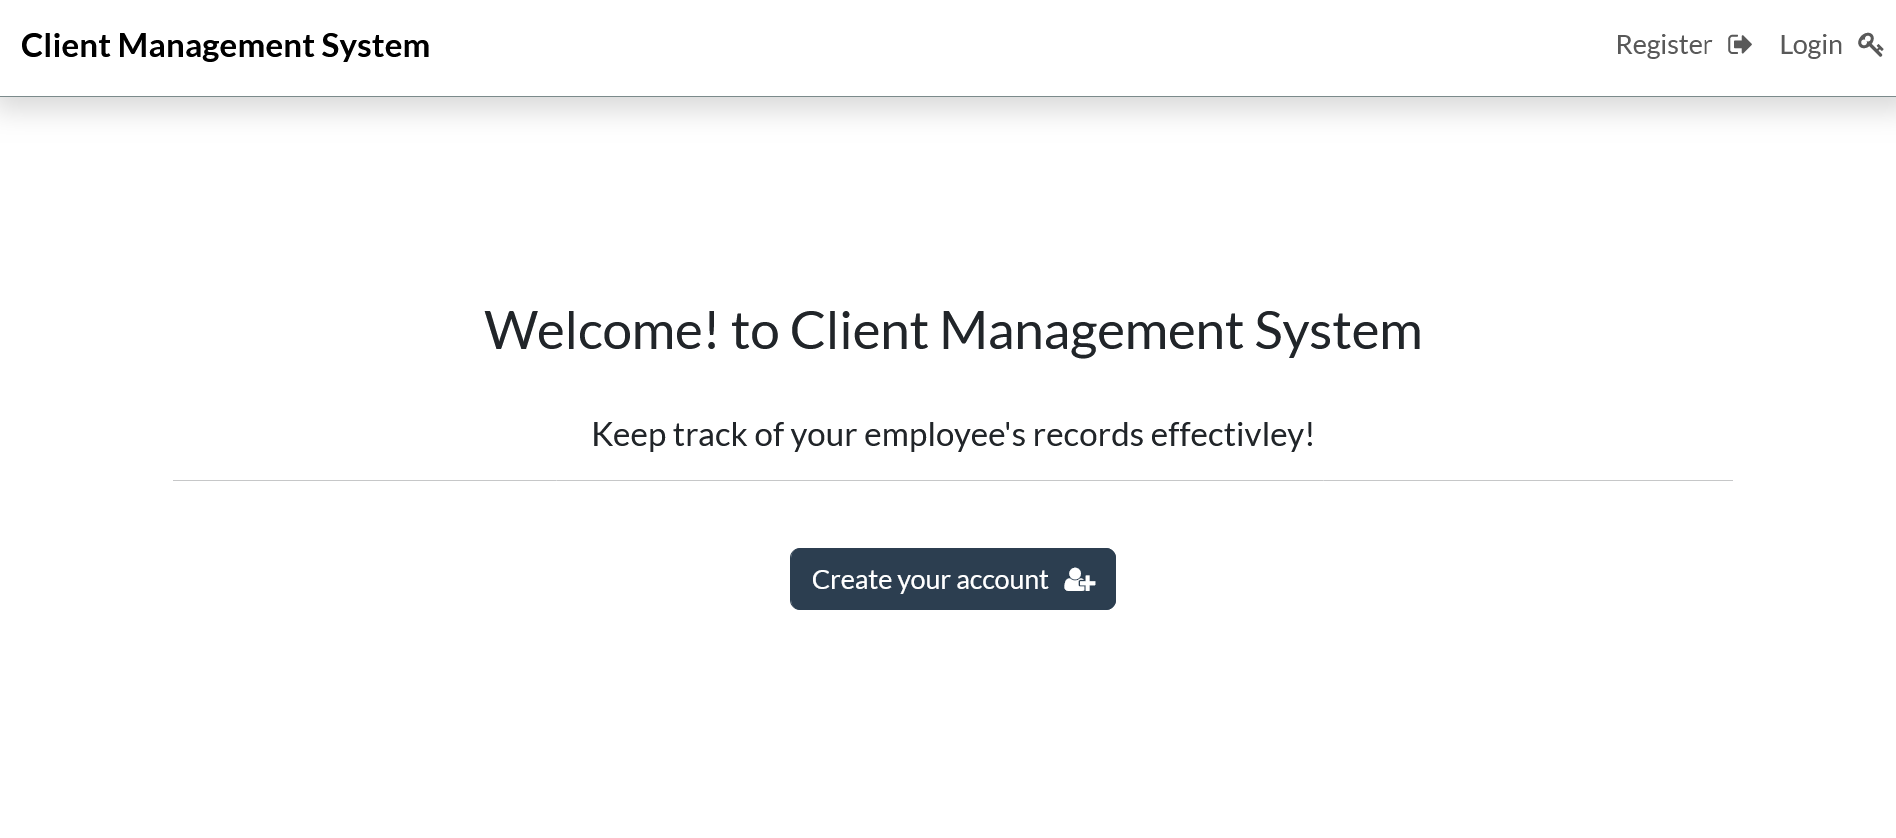 Client Management System
Register
Login
Welcome! to Client Management System
Keep track of your employee's records effectivley!
Create your account